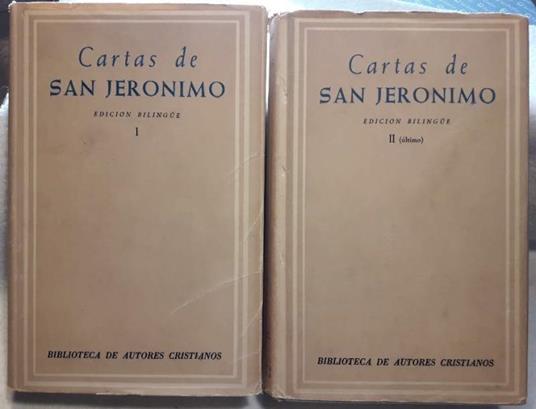 Cartas de
SAN JERONIMO
EDICION BILINGÜE
I
BIBLIOTECA DE AUTORES CRISTIANOS
Cartas de
SAN JERONIMO
EDICION BILINGÜE
II (último)
BIBLIOTECA DE AUTORES CRISTIANOS